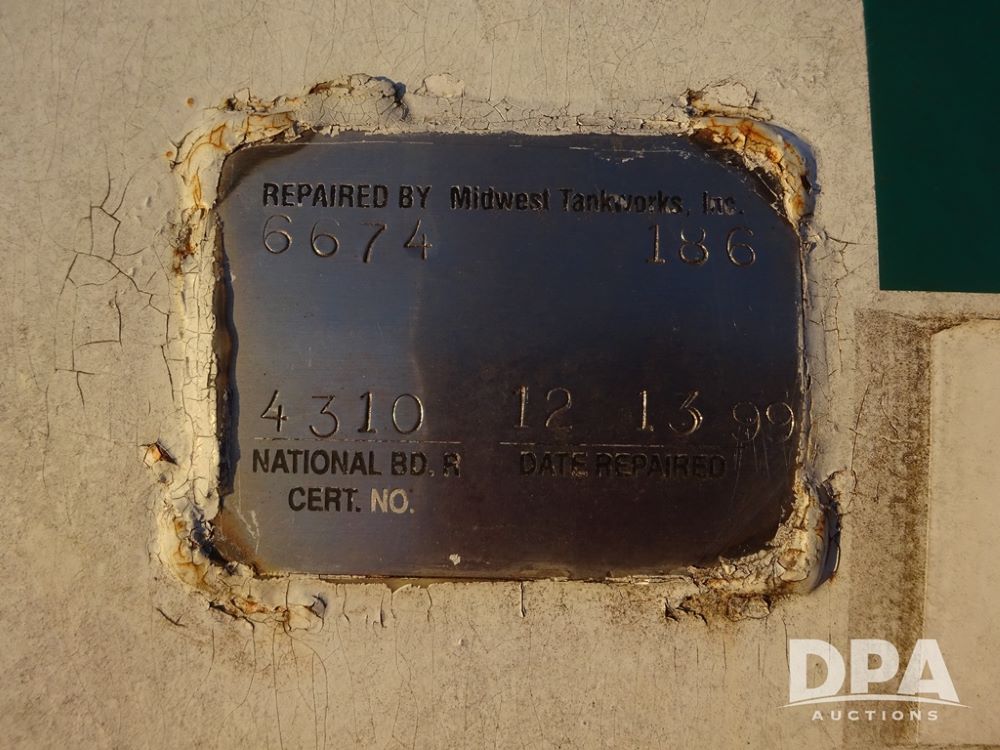 REPAIRED BY Midwest Tankworks, Inc.
6674 186
4310 12 13 99
NATIONAL BD. R DATE REPAIRED
CERT. NO.
DPA
AUCTIONS